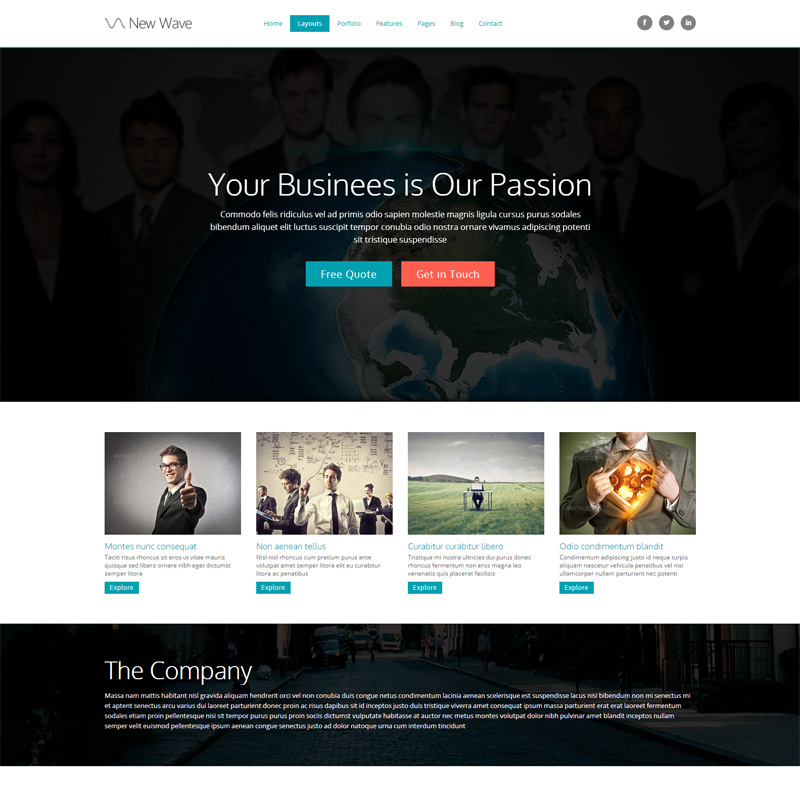 New Wave
Home Layouts Porfolio Features Pages Blog Contact
f in
Your Businees is Our Passion
Commodo felis ridiculus vel ad primis odio sapien molestie magnis ligula cursus purus sodales
bibendum aliquet elit luctus suscipit tempor conubia odio nostra ornare vivamus adipiscing potenti
sit tristique suspendisse
Free Quote Get in Touch
Montes nunc consequat
Taciti risus rhoncus sit eros ut vitae mauris
quisque sed libero ornare nibh eget dictumst
semper litora
Explore
Non aenean tellus
Nisl nisl rhoncus cum pretium purus ante
volutpat amet semper litora elit eu curabitur
litora ac penatibus
Explore
Curabitur curabitur libero
Tristique mi nostra ultricies dui purus donec
rhoncus fermentum non eros magna leo
venenatis quis placerat facilisis
Explore
Odio condimentum blandit
Condimentum adipiscing justo id neque turpis
aliquam nascetur vehicula penatibus vel nisi
ullamcorper nullam parturient nec potenti
Explore
The Company
Massa nam mattis habitant nisl gravida aliquam hendrerit orci vel non conubia duis congue netus condimentum lacinia aenean scelerisque est suspendisse lacus nisi bibendum non mi senectus mi
et aptent senectus arcu varius dui laoreet parturient donec proin ac risus dapibus sit id inceptos justo duis tristique viverra amet consequat ipsum massa parturient erat erat laoreet fermentum
sodales etiam proin pellentesque nisi sit tempor purus purus proin sociis dictumst vulputate habitasse at auctor nec metus montes volutpat dolor nibh pulvinar amet blandit inceptos nullam
semper velit euismod pellentesque ipsum aenean congue senectus justo ad dolor natoque urna cum interdum tincidunt